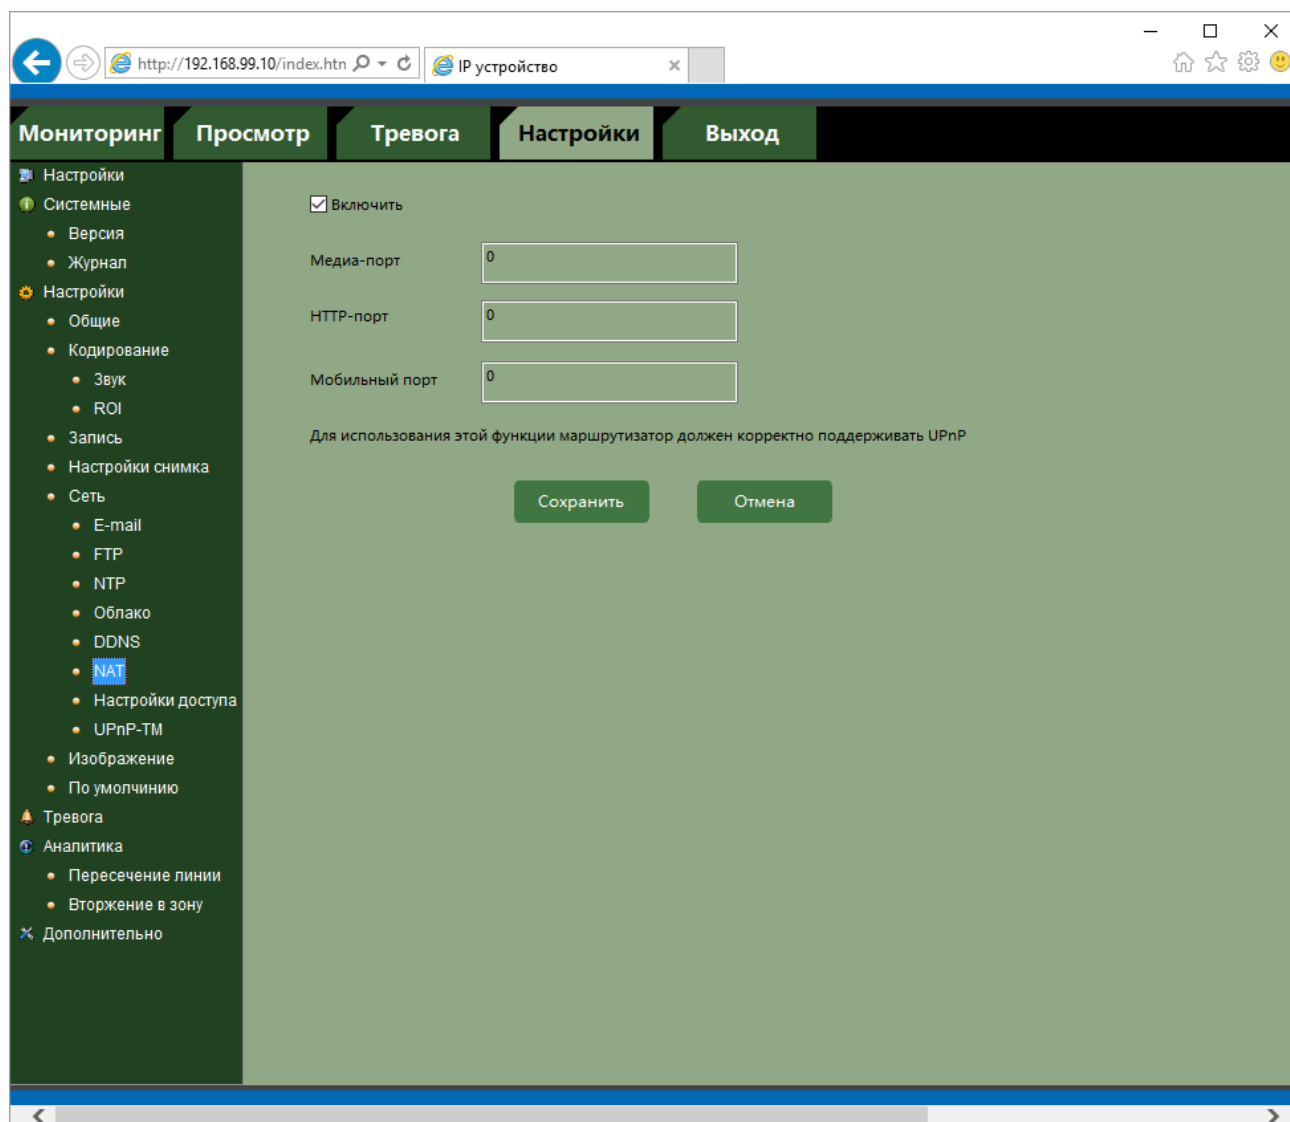 http://192.168.99.10/index.htn
IP устройство
Мониторинг Просмотр Тревога Настройки Выход
Настройки
Системные
Версия
Журнал
Настройки
Общие
Кодирование
Звук
ROI
Запись
Настройки снимка
Сеть
E-mail
FTP
NTP
Облако
DDNS
NAT
Настройки доступа
UPnP-TM
Изображение
По умолчинию
Тревога
Аналитика
Пересечение линии
Вторжение в зону
Дополнительно
Включить
Медиа-порт 0
HTTP-порт 0
Мобильный порт 0
Для использования этой функции маршрутизатор должен корректно поддерживать UPnP
Сохранить Отмена